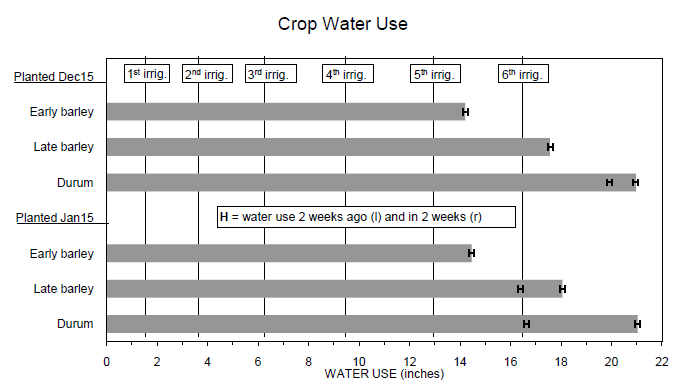 Crop Water Use
Planted Dec15 1st irrig. 2nd irrig. 3rd irrig. 4th irrig. 5th irrig. 6th irrig.
Early barley H
Late barley H
Durum H H
Planted Jan15 H = water use 2 weeks ago (l) and in 2 weeks (r)
Early barley H
Late barley H H
Durum H H
0 2 4 6 8 10 12 14 16 18 20 22
WATER USE (inches)